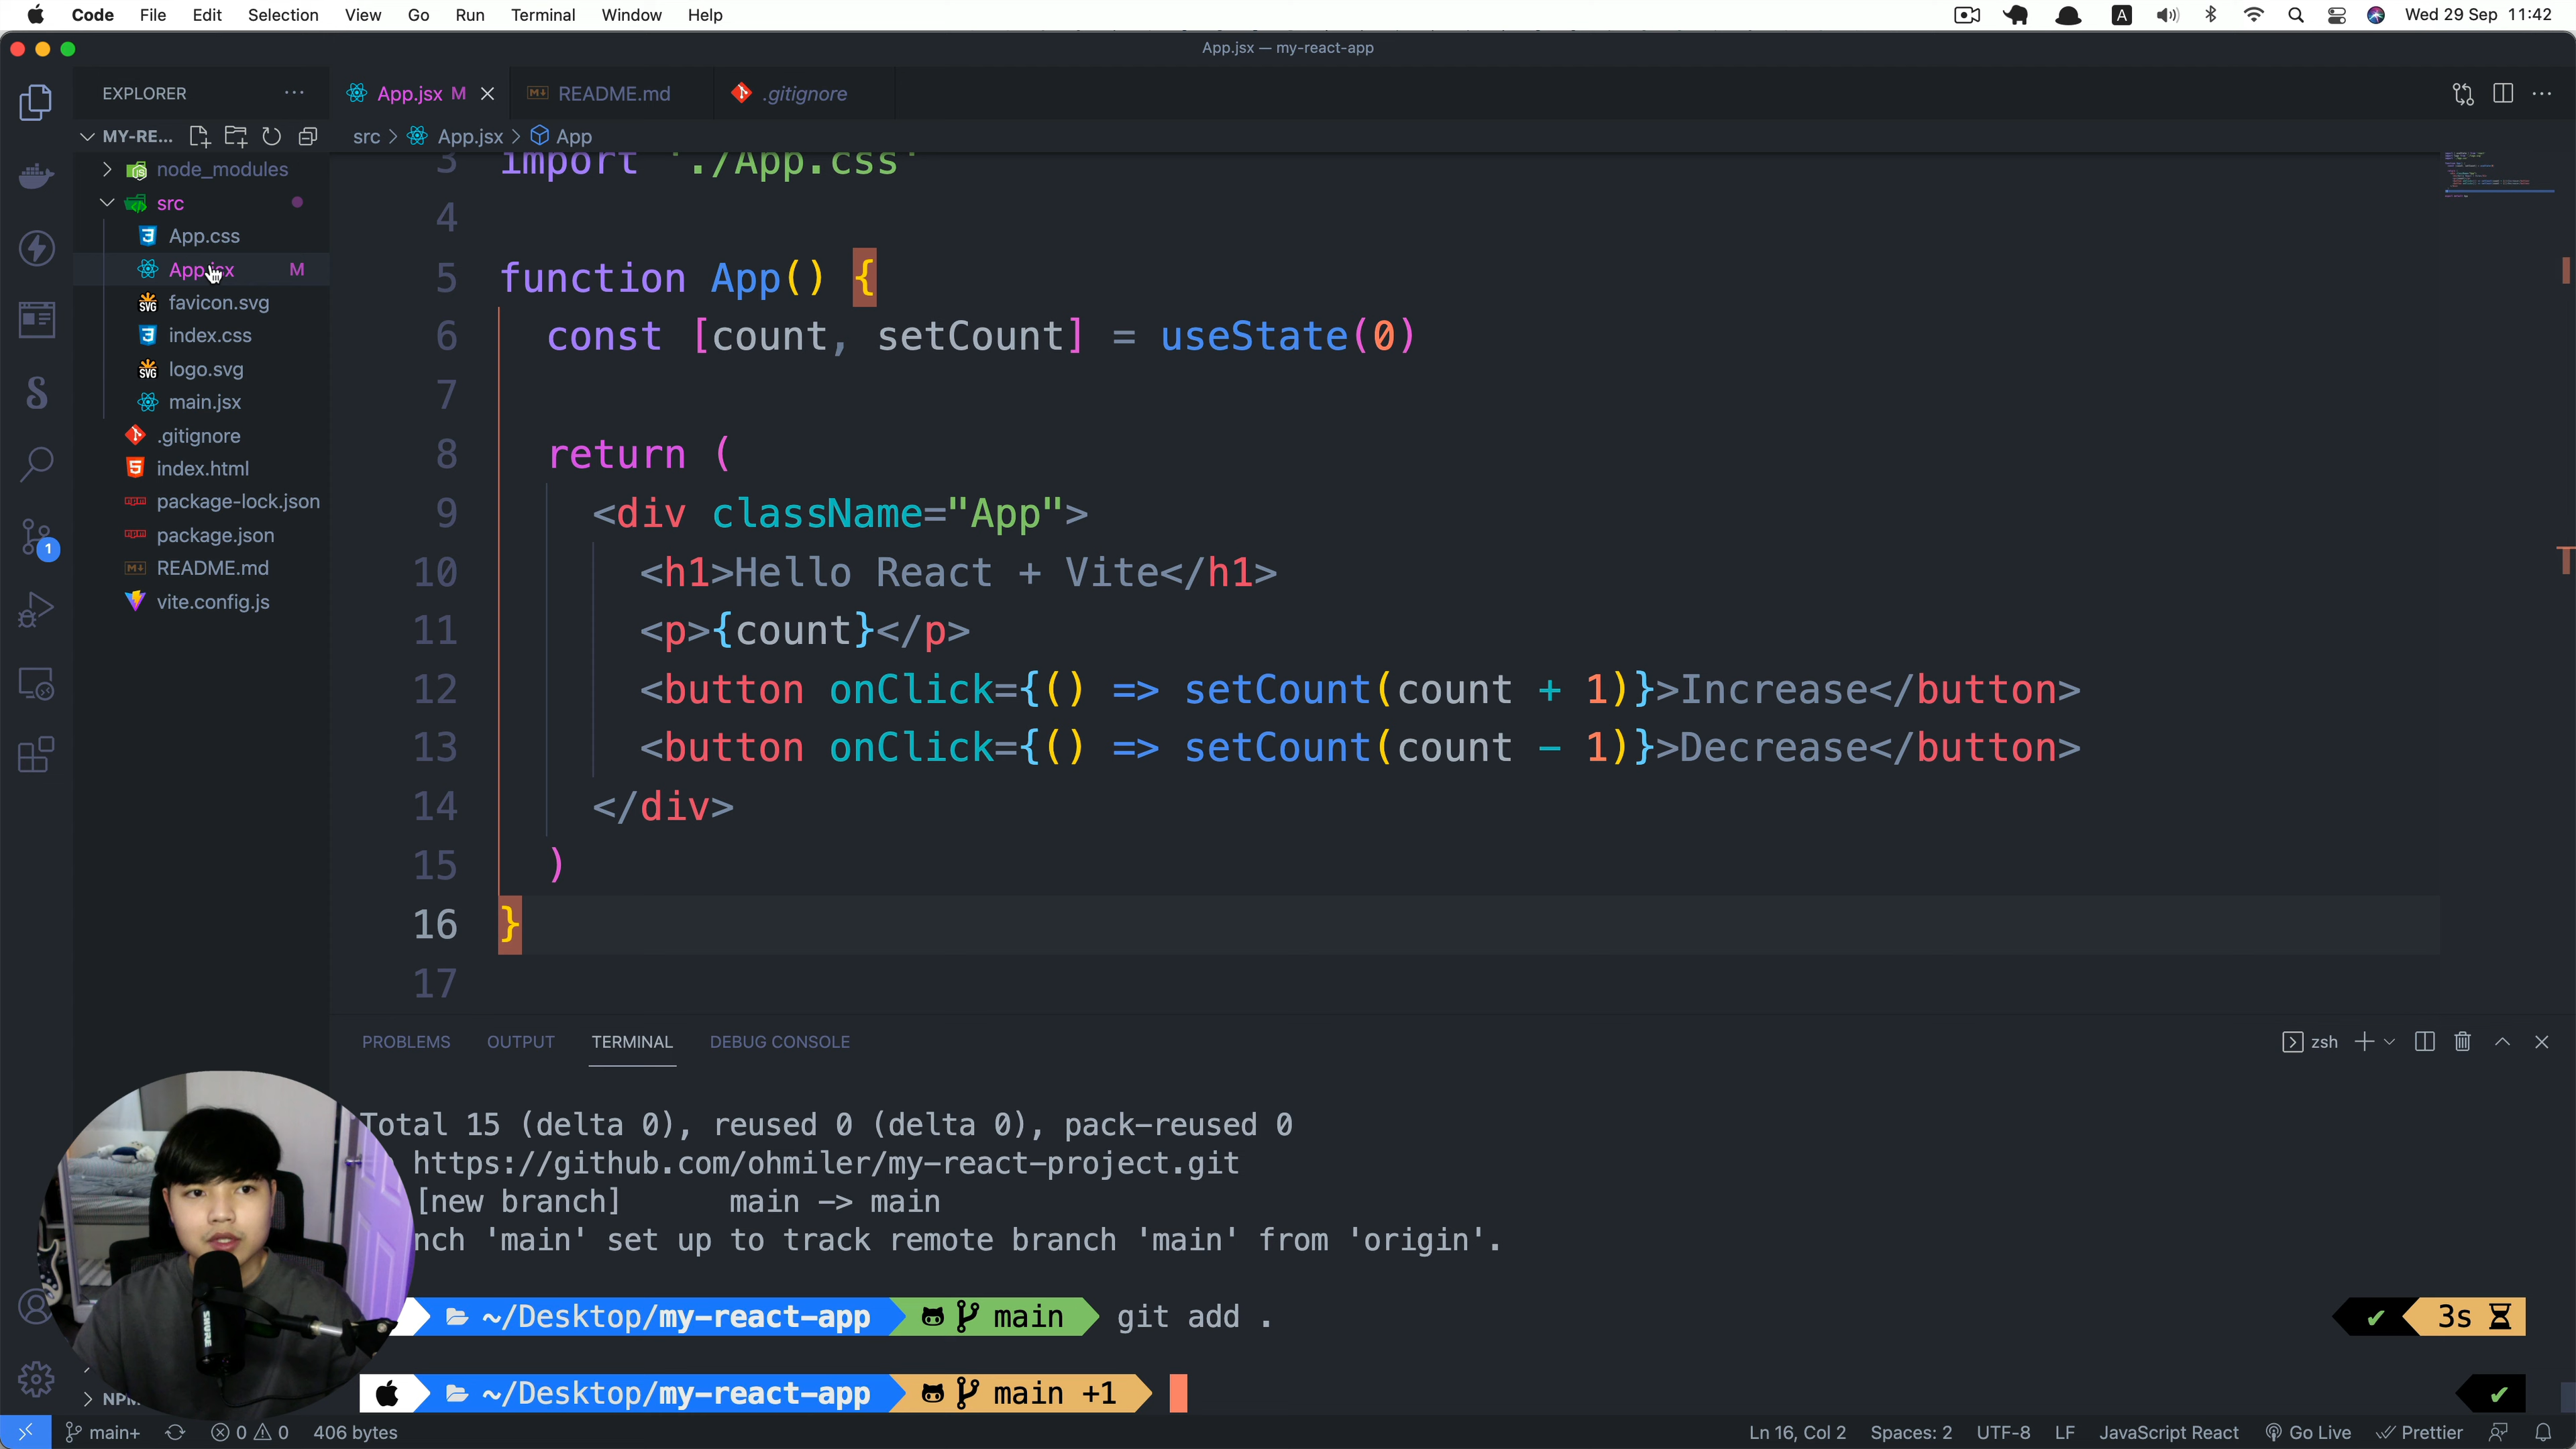 Code File Edit Selection View Go Run Terminal Window Help
A Wed 29 Sep 11:42
App.jsx — my-react-app
EXPLORER
App.jsx M
README.md
.gitignore
MY-RE...
src > App.jsx > App
node_modules
src
App.css
App.jsx M
favicon.svg
index.css
logo.svg
main.jsx
.gitignore
index.html
package-lock.json
package.json
README.md
vite.config.js
1
3 import './App.css'
4
5 function App() {
6 const [count, setCount] = useState(0)
7
8 return (
9 <div className="App">
10 <h1>Hello React + Vite</h1>
11 <p>{count}</p>
12 <button onClick={() => setCount(count + 1)}>Increase</button>
13 <button onClick={() => setCount(count - 1)}>Decrease</button>
14 </div>
15 )
16 }
17
PROBLEMS OUTPUT TERMINAL DEBUG CONSOLE
zsh
Total 15 (delta 0), reused 0 (delta 0), pack-reused 0
https://github.com/ohmiler/my-react-project.git
[new branch] main -> main
nch 'main' set up to track remote branch 'main' from 'origin'.
~/Desktop/my-react-app main git add .
✔ 3s
~/Desktop/my-react-app main +1
✔
NPM
main+ 0 0 406 bytes
Ln 16, Col 2 Spaces: 2 UTF-8 LF JavaScript React Go Live Prettier